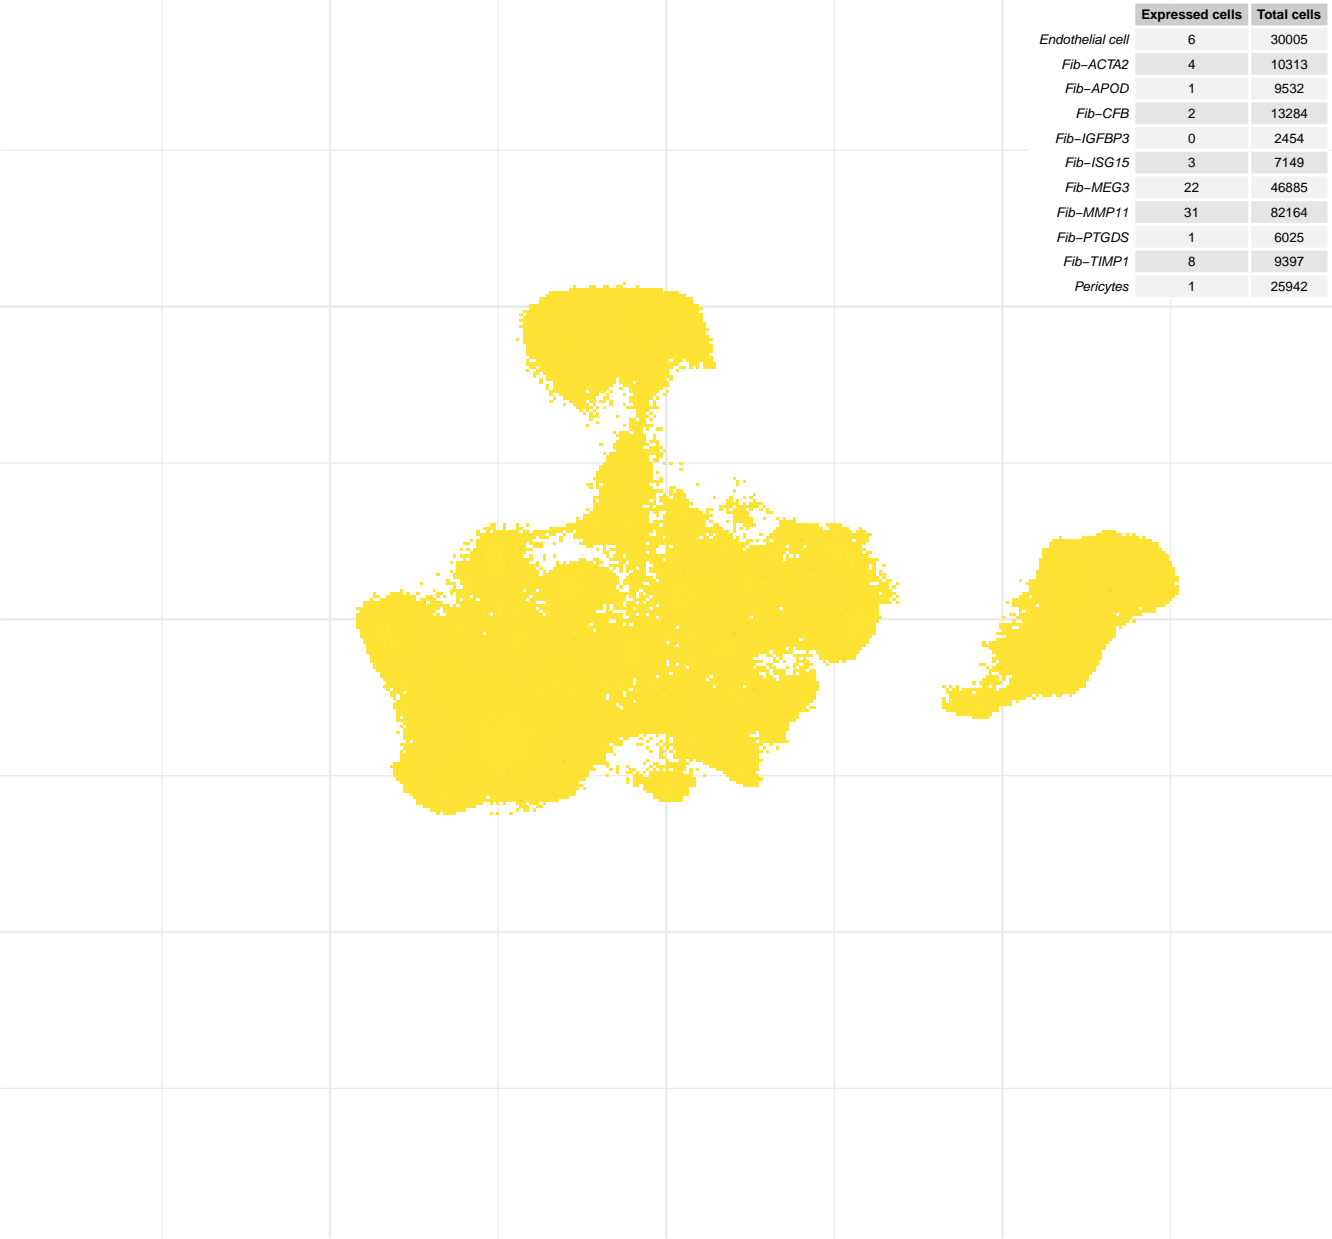 Expressed cells Total cells
Endothelial cell 6 30005
Fib−ACTA2 4 10313
Fib−APOD 1 9532
Fib−CFB 2 13284
Fib−IGFBP3 0 2454
Fib−ISG15 3 7149
Fib−MEG3 22 46885
Fib−MMP11 31 82164
Fib−PTGDS 1 6025
Fib−TIMP1 8 9397
Pericytes 1 25942